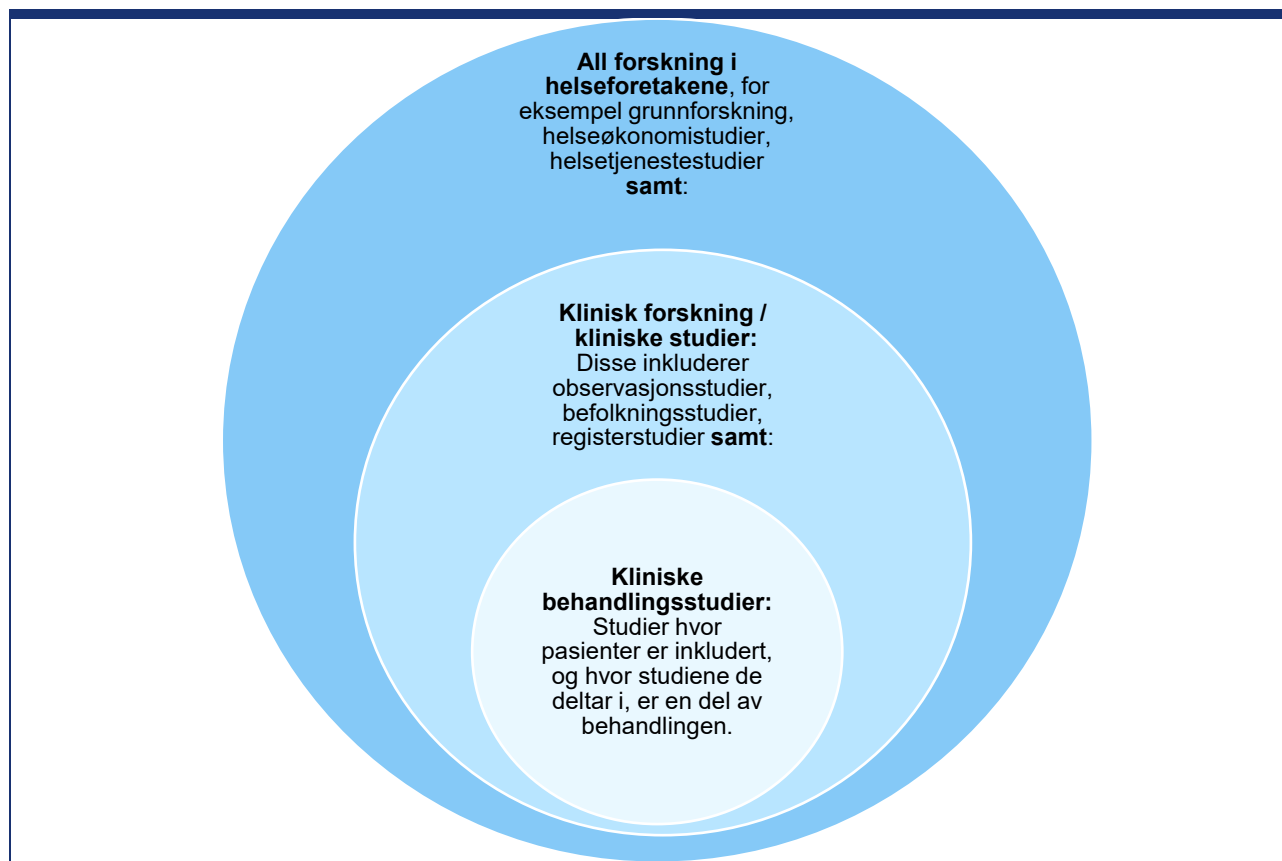 All forskning i
helseforetakene, for
eksempel grunnforskning,
helseøkonomistudier,
helsetjenestestudier
samt:
Klinisk forskning /
kliniske studier:
Disse inkluderer
observasjonsstudier,
befolkningsstudier,
registerstudier samt:
Kliniske
behandlingsstudier:
Studier hvor
pasienter er inkludert,
og hvor studiene de
deltar i, er en del av
behandlingen.